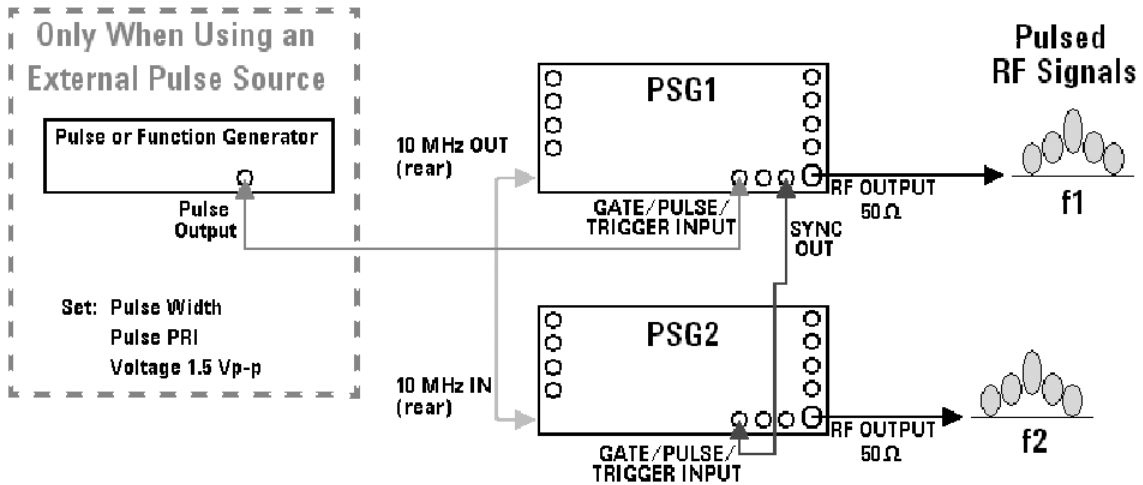 Only When Using an
External Pulse Source
Pulse or Function Generator
Pulse
Output
Set: Pulse Width
Pulse PRI
Voltage 1.5 Vp-p
10 MHz OUT
(rear)
PSG1
GATE/PULSE/
TRIGGER INPUT
SYNC
OUT
RF OUTPUT
50Ω
Pulsed
RF Signals
f1
10 MHz IN
(rear)
PSG2
GATE/PULSE/
TRIGGER INPUT
RF OUTPUT
50Ω
f2